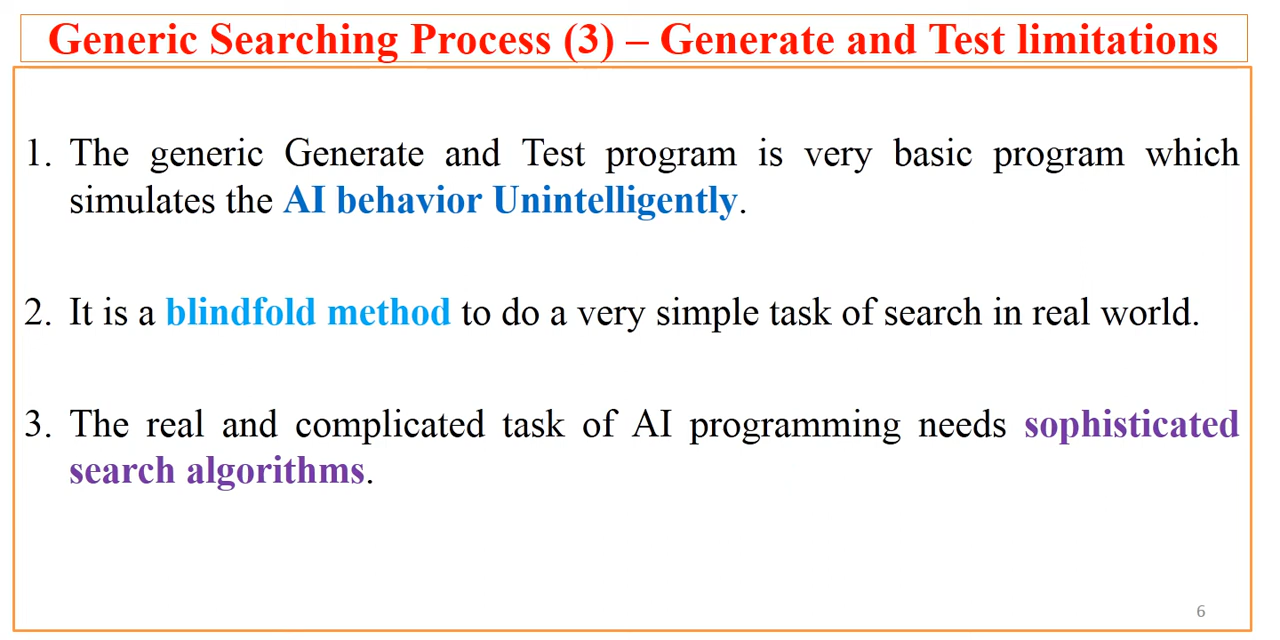 Generic Searching Process (3) – Generate and Test limitations
1. The generic Generate and Test program is very basic program which
simulates the AI behavior Unintelligently.
2. It is a blindfold method to do a very simple task of search in real world.
3. The real and complicated task of AI programming needs sophisticated
search algorithms.
6